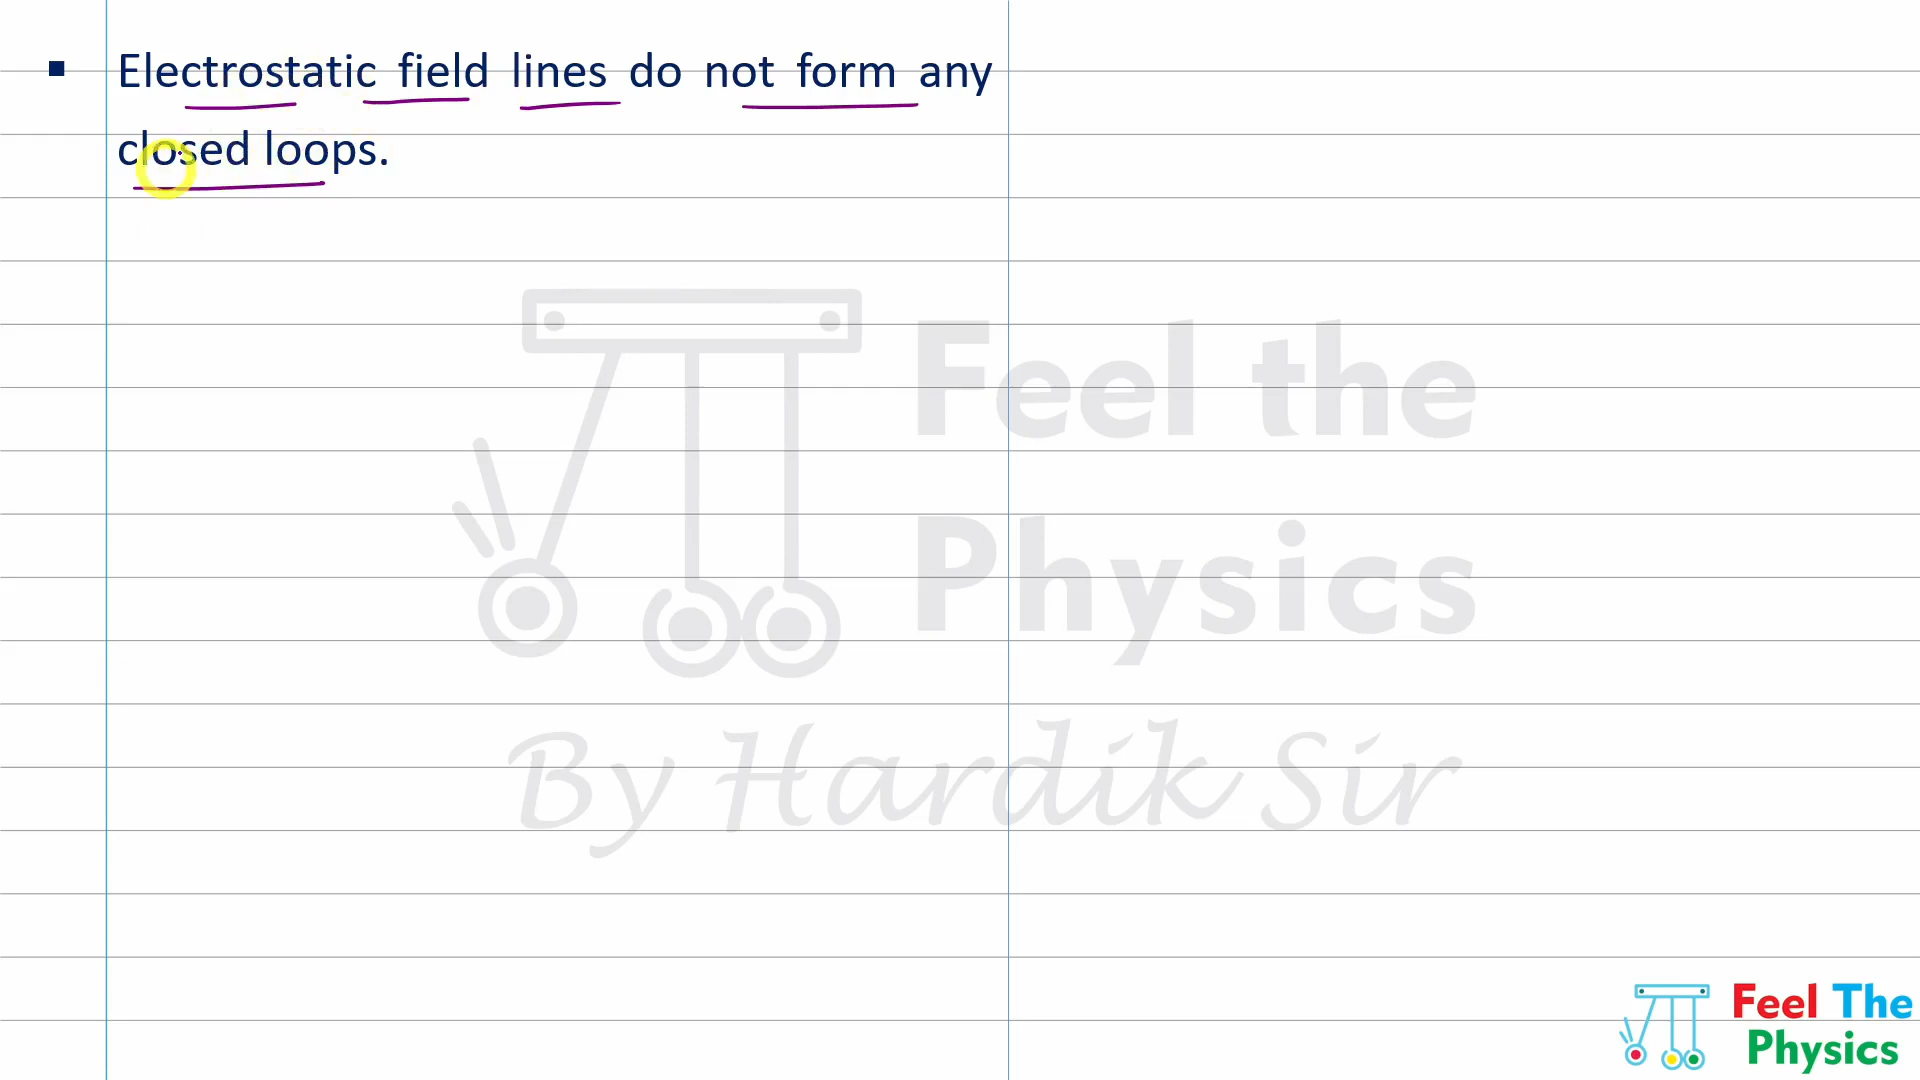 ▪ Electrostatic field lines do not form any
closed loops.
Feel the
Physics
By Hardik Sir
Feel The
Physics